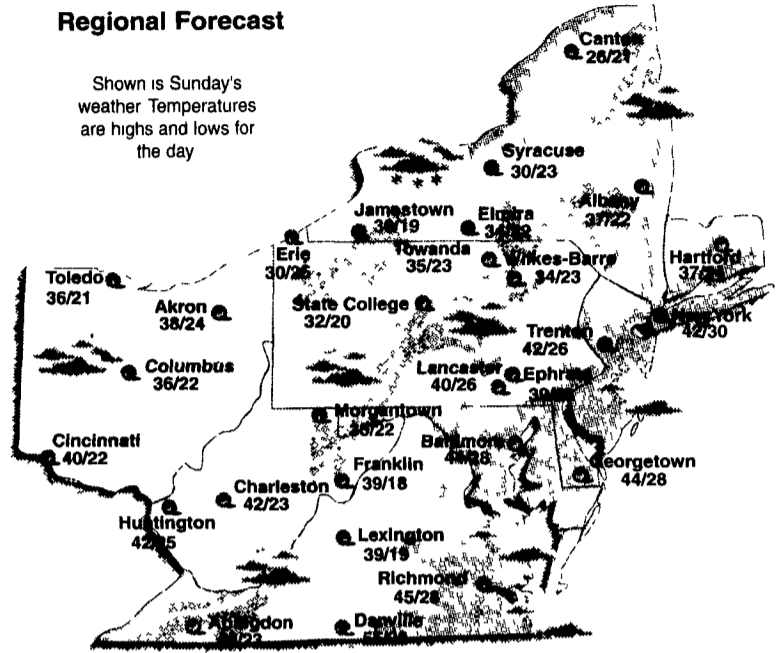 Regional Forecast
Shown is Sunday's
weather Temperatures
are highs and lows for
the day
Canton
26/21
Syracuse
30/23
Albany
37/22
Jamestown
Elmira
Erie
Towanda
35/23
Wilkes-Barre
34/23
Hartford
Toledo
36/21
Akron
38/24
State College
32/20
Trenton
42/26
New York
42/30
Columbus
36/22
Lancaster
40/26
Morgantown
Baltimore
Cincinnati
40/22
Franklin
39/18
Georgetown
44/28
Charleston
42/23
Huntington
Lexington
39/19
Richmond
Abingdon
Danville